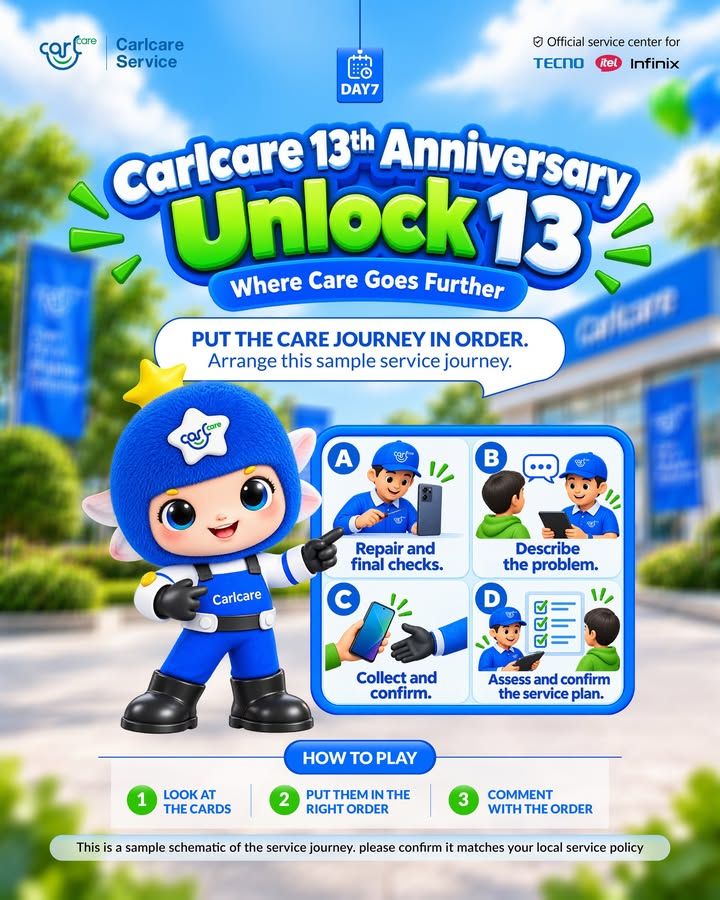 carlcare
Carlcare
Service
DAY7
Official service center for
TECNO itel Infinix
Carlcare 13th Anniversary
Unlock 13
Where Care Goes Further
PUT THE CARE JOURNEY IN ORDER.
Arrange this sample service journey.
Carlcare
carlcare
Carlcare
A
Repair and
final checks.
B
Describe
the problem.
C
Collect and
confirm.
D
Assess and confirm
the service plan.
HOW TO PLAY
1 LOOK AT
THE CARDS
2 PUT THEM IN THE
RIGHT ORDER
3 COMMENT
WITH THE ORDER
This is a sample schematic of the service journey. please confirm it matches your local service policy